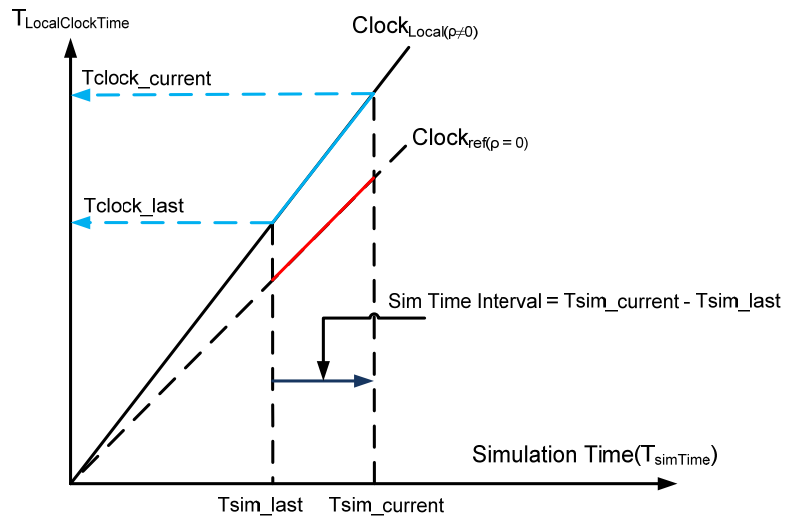 TLocalClockTime
ClockLocal(ρ≠0)
Tclock_current
Clockref(ρ = 0)
Tclock_last
Sim Time Interval = Tsim_current - Tsim_last
Simulation Time(TsimTime)
Tsim_last
Tsim_current